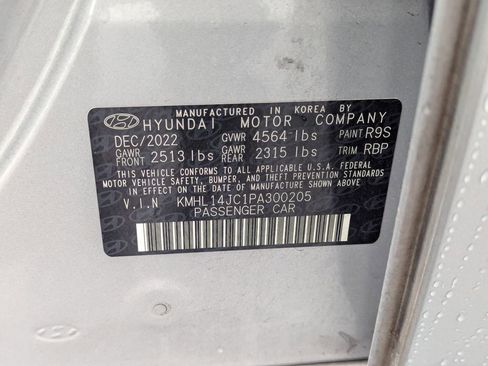 MANUFACTURED IN KOREA BY
HYUNDAI MOTOR COMPANY
DEC/2022 GVWR 4564 lbs PAINT R9S
GAWR FRONT 2513 lbs GAWR REAR 2315 lbs TRIM RBP
THIS VEHICLE CONFORMS TO ALL APPLICABLE U.S.A. FEDERAL
MOTOR VEHICLE SAFETY, BUMPER, AND THEFT PREVENTION STANDARDS
IN EFFECT ON THE DATE OF MANUFACTURE SHOWN ABOVE.
V.I.N KMHL14JC1PA300205
PASSENGER CAR